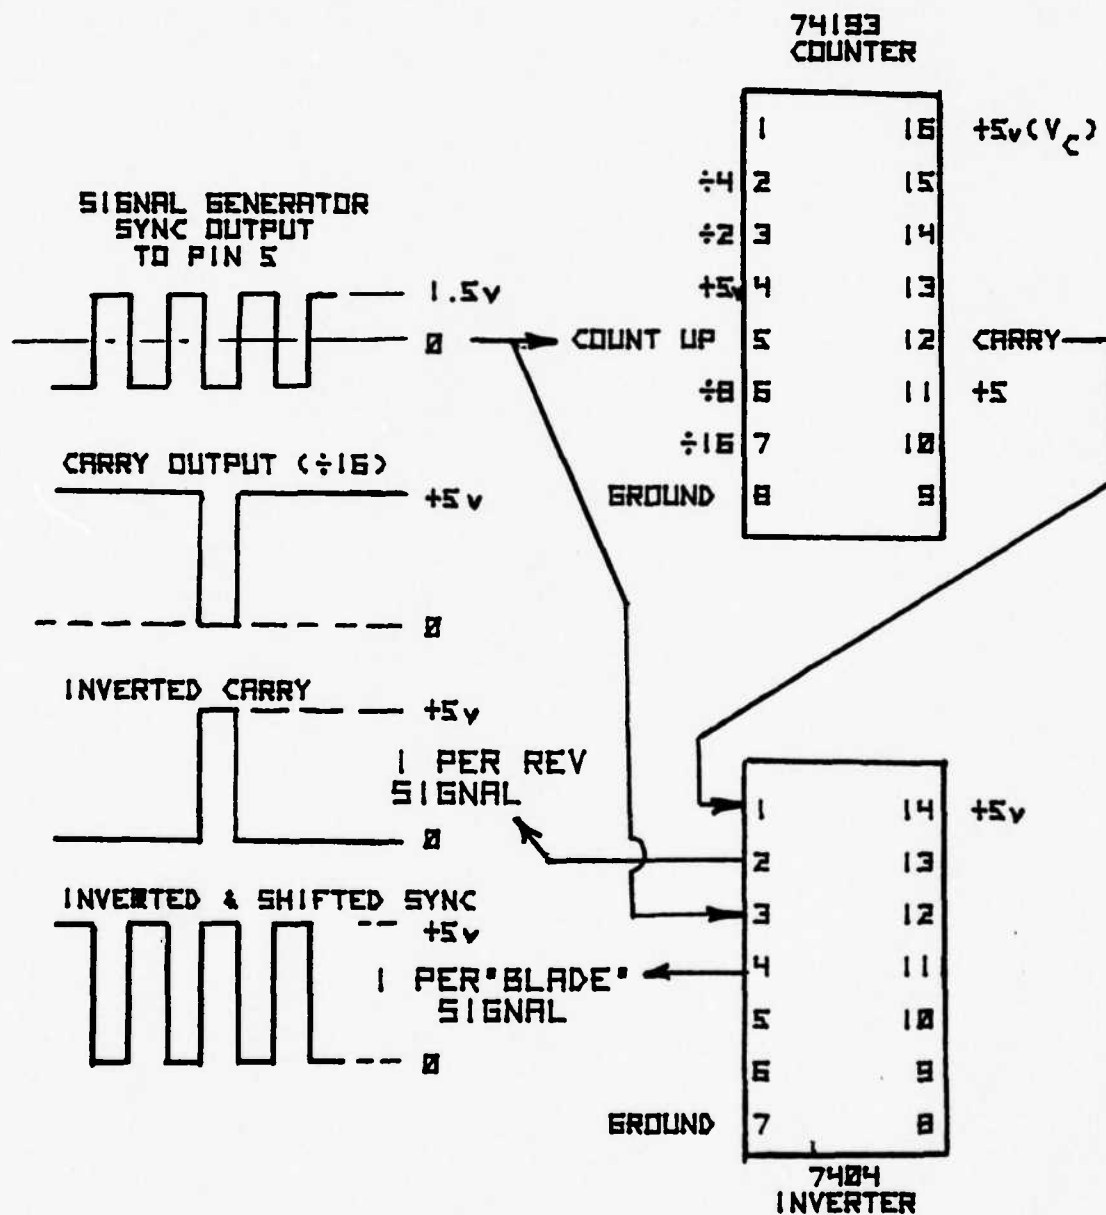 74193
COUNTER
1 16 +5v(VC)
÷4 2 15
÷2 3 14
+5v 4 13
COUNT UP 5 12 CARRY
÷8 6 11 +5
÷16 7 10
GROUND 8 9
SIGNAL GENERATOR
SYNC OUTPUT
TO PIN 5
1.5v
0
CARRY OUTPUT (÷16)
+5v
0
INVERTED CARRY
+5v
0
1 PER REV
SIGNAL
INVERTED & SHIFTED SYNC
+5v
0
1 PER"BLADE"
SIGNAL
1 14 +5v
2 13
3 12
4 11
5 10
6 9
GROUND 7 8
7404
INVERTER